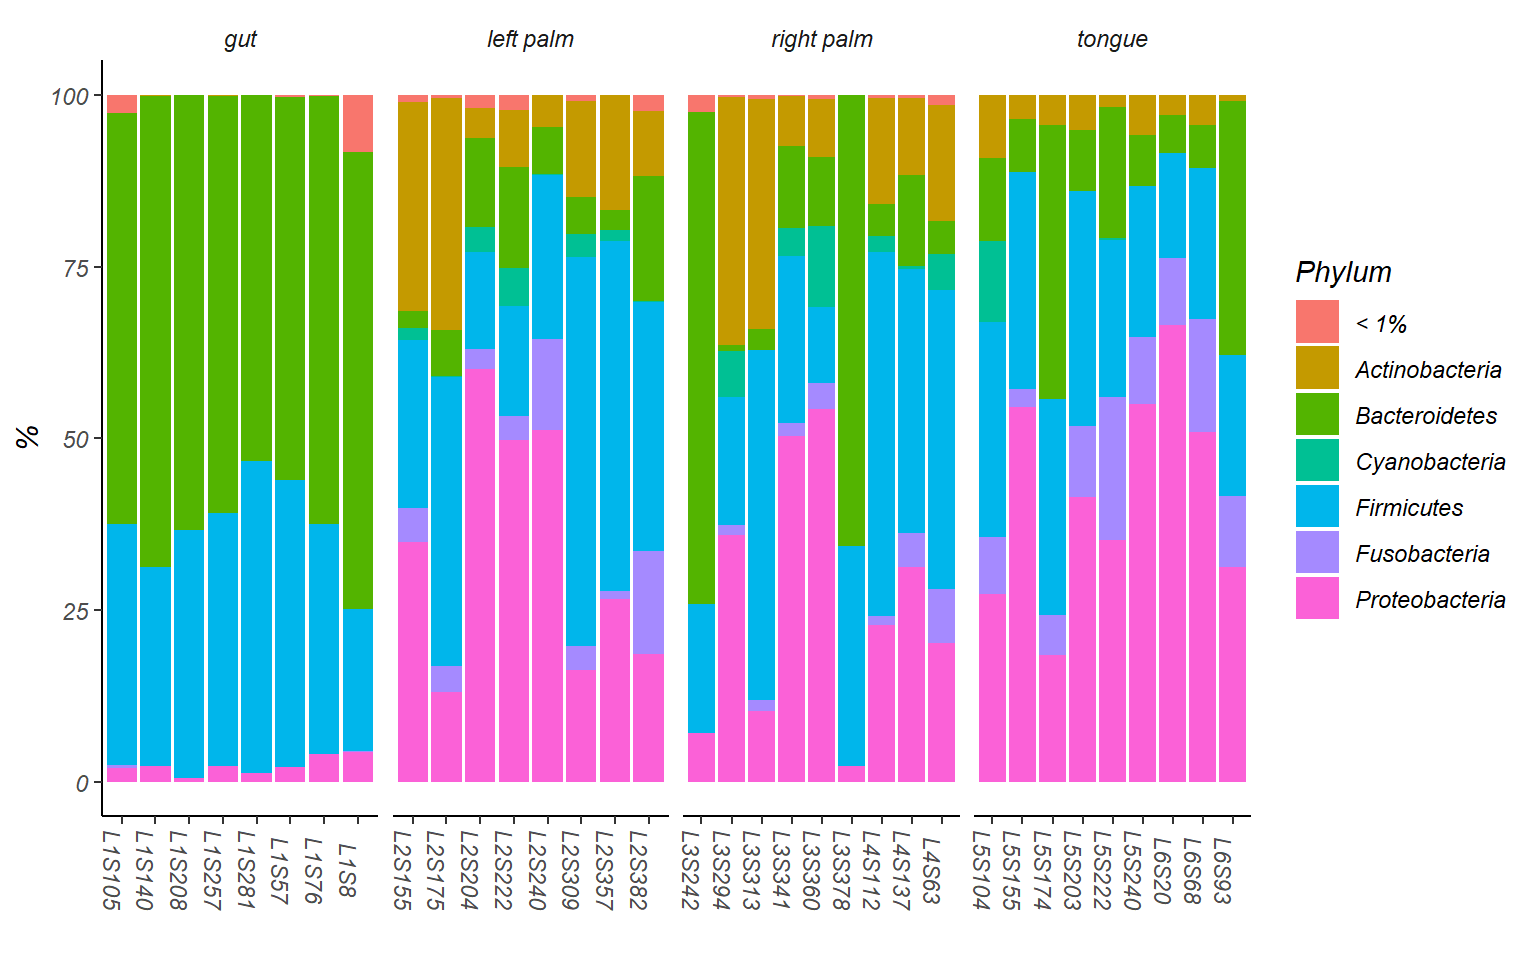 gut left palm right palm tongue
100
75
50
25
0
%
L1S105 L1S140 L1S208 L1S257 L1S281 L1S57 L1S76 L1S8
L2S155 L2S175 L2S204 L2S222 L2S240 L2S309 L2S357 L2S382
L3S242 L3S294 L3S313 L3S341 L3S360 L3S378 L4S112 L4S137 L4S63
L5S104 L5S155 L5S174 L5S203 L5S222 L5S240 L6S20 L6S68 L6S93
Phylum
< 1%
Actinobacteria
Bacteroidetes
Cyanobacteria
Firmicutes
Fusobacteria
Proteobacteria